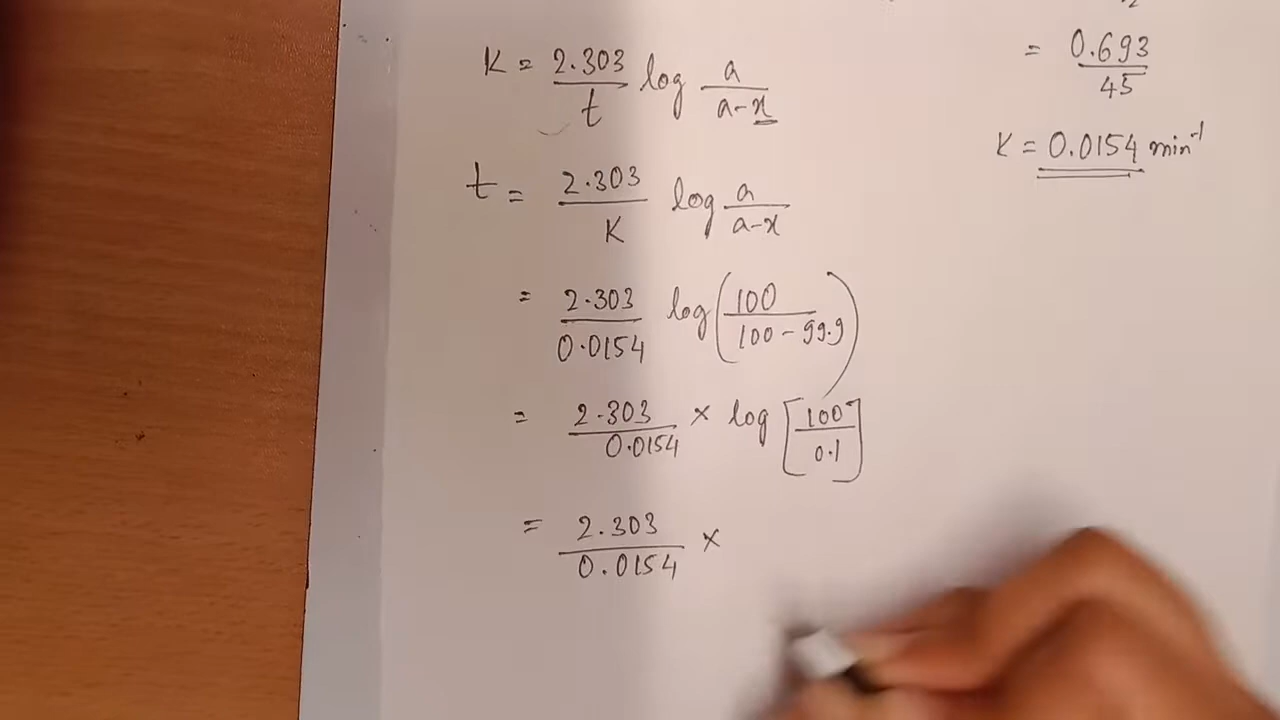 K = 2.303 / t log a / a-x
t = 2.303 / K log a / a-x
= 2.303 / 0.0154 log (100 / 100 - 99.9)
= 2.303 / 0.0154 × log [100 / 0.1]
= 2.303 / 0.0154 ×
= 0.693 / 45
K = 0.0154 min⁻¹